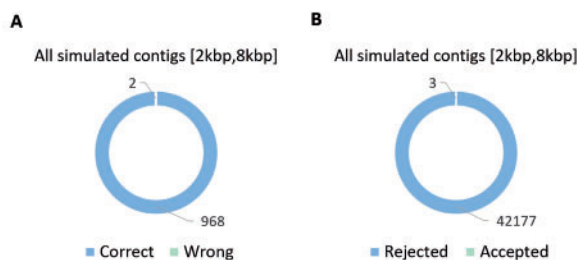 A
All simulated contigs [2kbp,8kbp]
2
968
Correct Wrong
B
All simulated contigs [2kbp,8kbp]
3
42177
Rejected Accepted